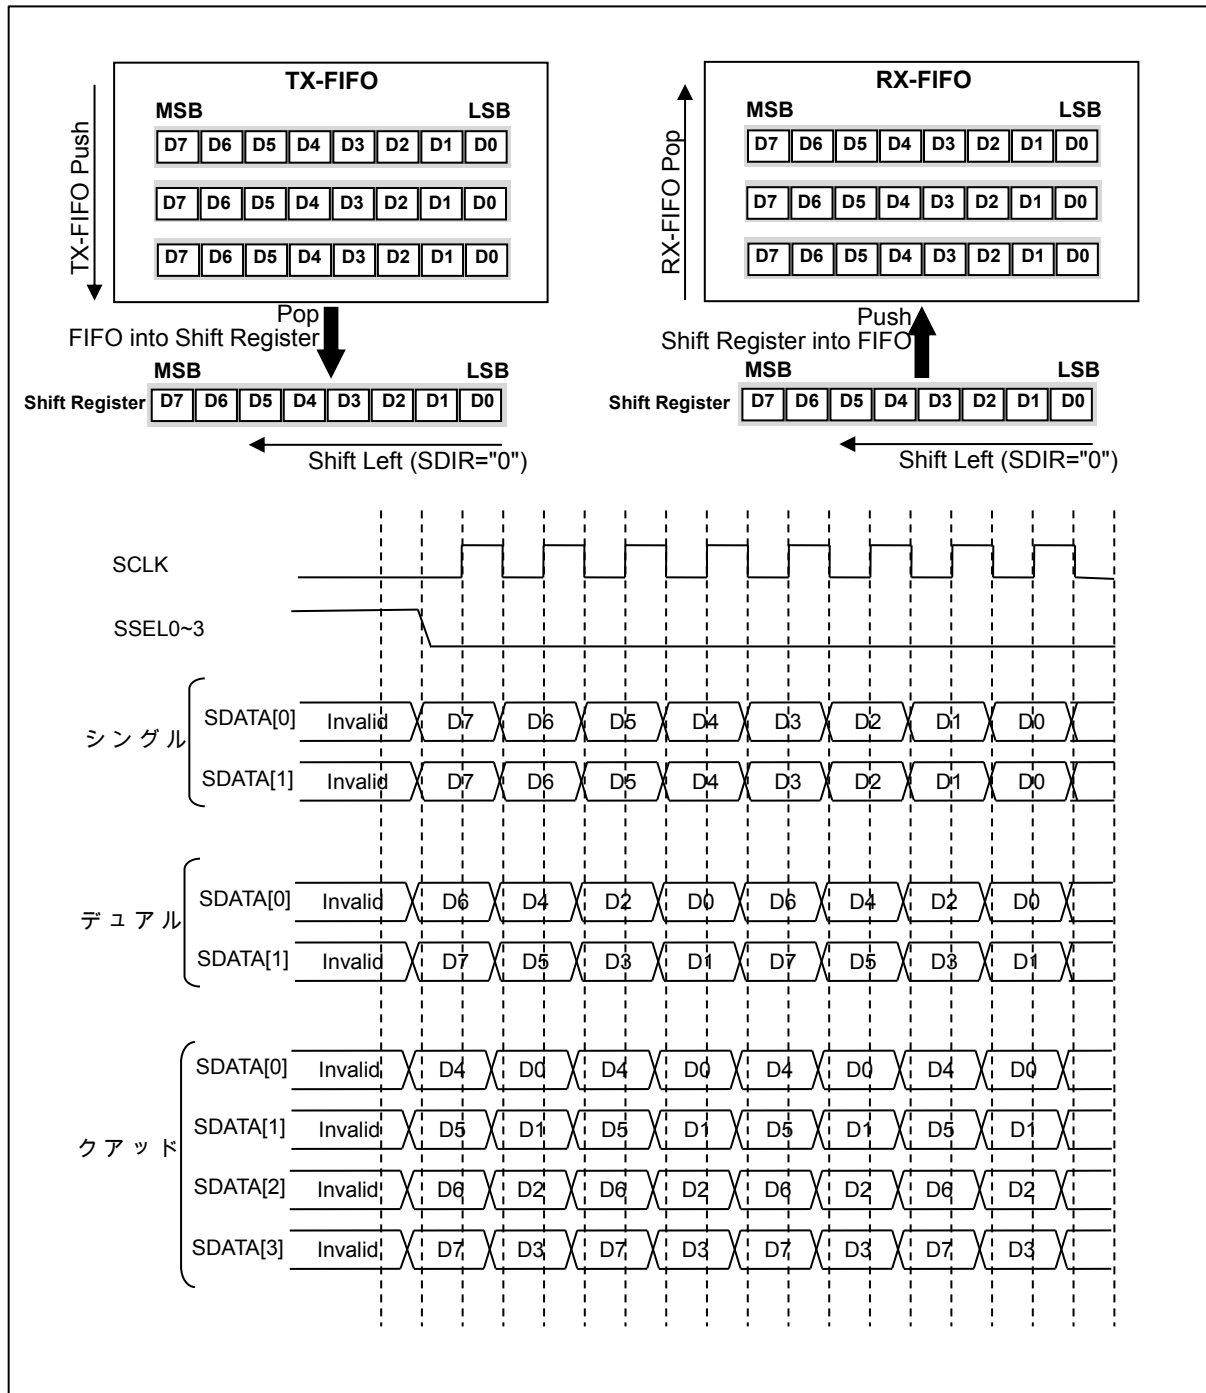 TX-FIFO
MSB LSB
D7 D6 D5 D4 D3 D2 D1 D0
D7 D6 D5 D4 D3 D2 D1 D0
D7 D6 D5 D4 D3 D2 D1 D0
TX-FIFO Push
Pop
FIFO into Shift Register
MSB LSB
Shift Register D7 D6 D5 D4 D3 D2 D1 D0
Shift Left (SDIR="0")
RX-FIFO
MSB LSB
D7 D6 D5 D4 D3 D2 D1 D0
D7 D6 D5 D4 D3 D2 D1 D0
D7 D6 D5 D4 D3 D2 D1 D0
RX-FIFO Pop
Push
Shift Register into FIFO
MSB LSB
Shift Register D7 D6 D5 D4 D3 D2 D1 D0
Shift Left (SDIR="0")
SCLK
SSEL0~3
シングル
SDATA[0] Invalid D7 D6 D5 D4 D3 D2 D1 D0
SDATA[1] Invalid D7 D6 D5 D4 D3 D2 D1 D0
デュアル
SDATA[0] Invalid D6 D4 D2 D0 D6 D4 D2 D0
SDATA[1] Invalid D7 D5 D3 D1 D7 D5 D3 D1
クアッド
SDATA[0] Invalid D4 D0 D4 D0 D4 D0 D4 D0
SDATA[1] Invalid D5 D1 D5 D1 D5 D1 D5 D1
SDATA[2] Invalid D6 D2 D6 D2 D6 D2 D6 D2
SDATA[3] Invalid D7 D3 D7 D3 D7 D3 D7 D3